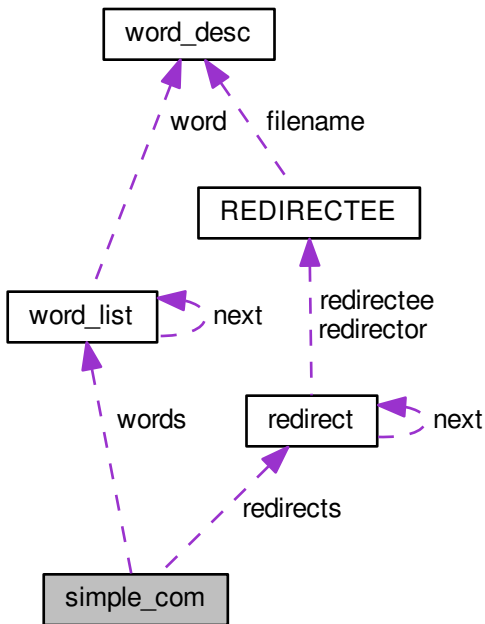 word_desc
word
filename
REDIRECTEE
word_list
next
redirectee
redirector
redirect
next
words
redirects
simple_com